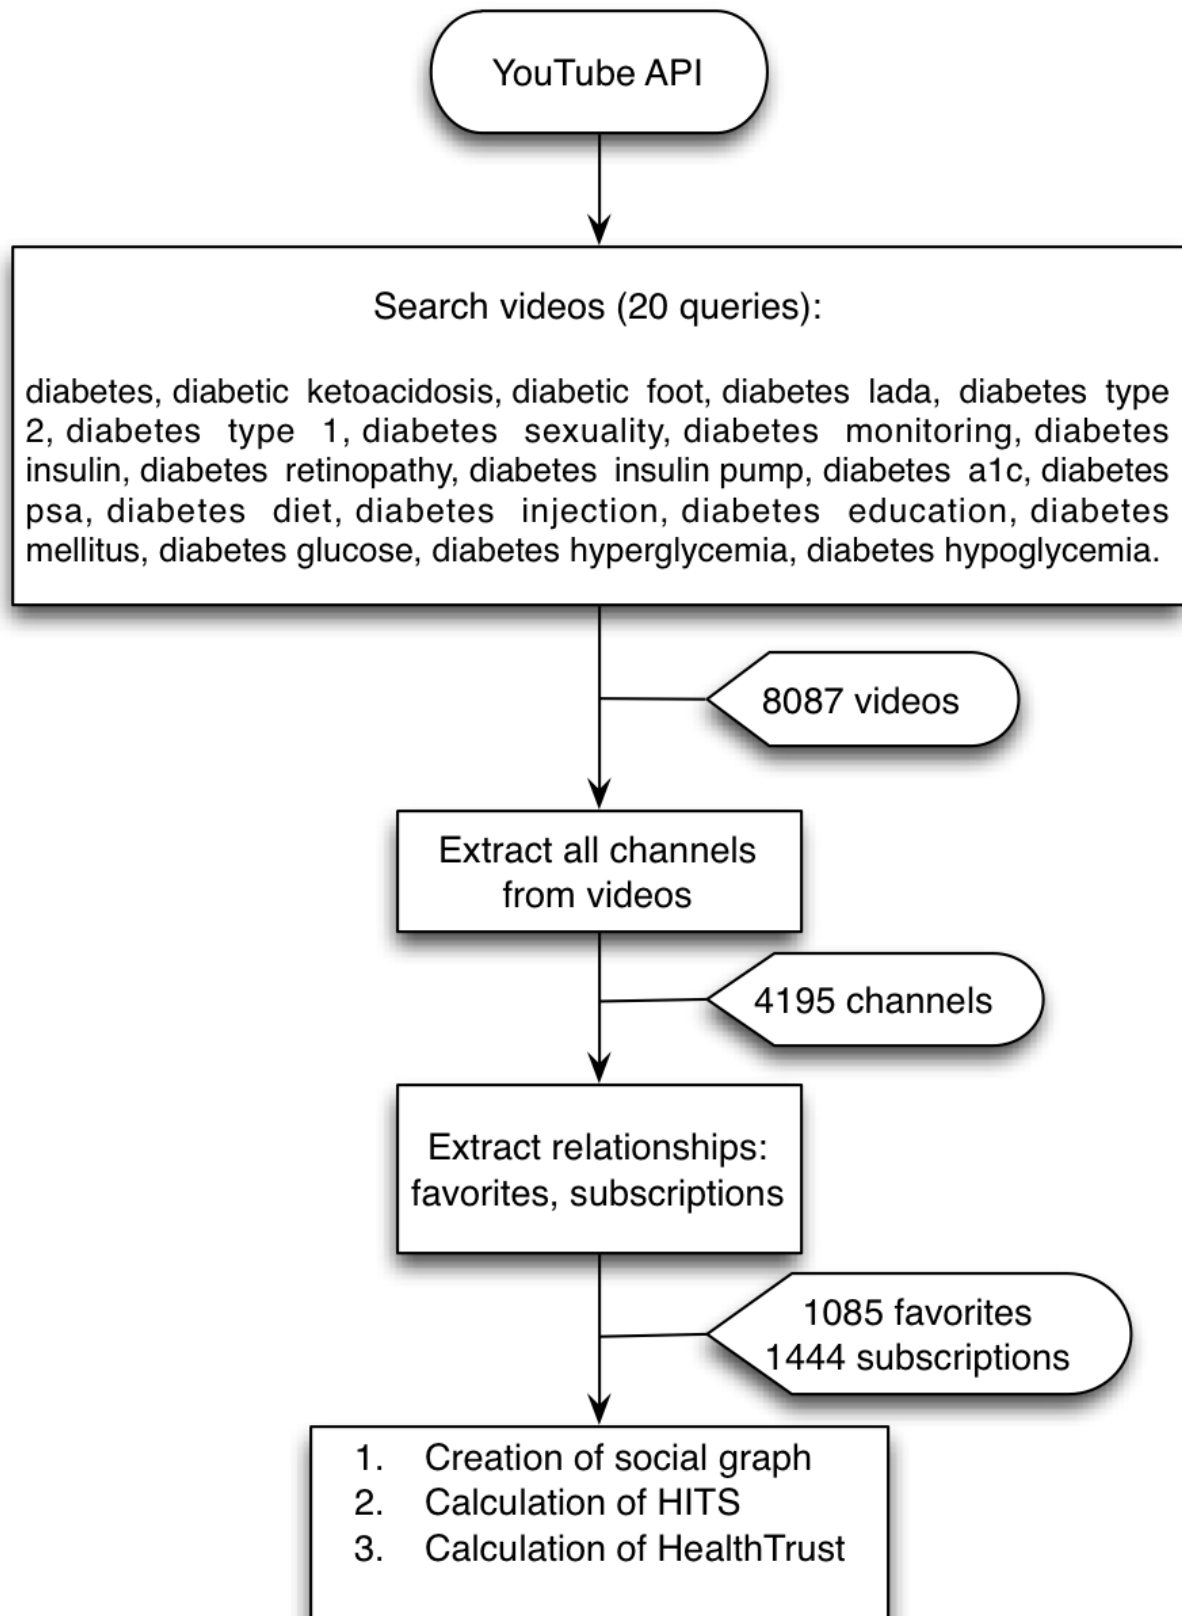 YouTube API
Search videos (20 queries):
diabetes, diabetic ketoacidosis, diabetic foot, diabetes lada, diabetes type
2, diabetes type 1, diabetes sexuality, diabetes monitoring, diabetes
insulin, diabetes retinopathy, diabetes insulin pump, diabetes a1c, diabetes
psa, diabetes diet, diabetes injection, diabetes education, diabetes
mellitus, diabetes glucose, diabetes hyperglycemia, diabetes hypoglycemia.
8087 videos
Extract all channels
from videos
4195 channels
Extract relationships:
favorites, subscriptions
1085 favorites
1444 subscriptions
1. Creation of social graph
2. Calculation of HITS
3. Calculation of HealthTrust